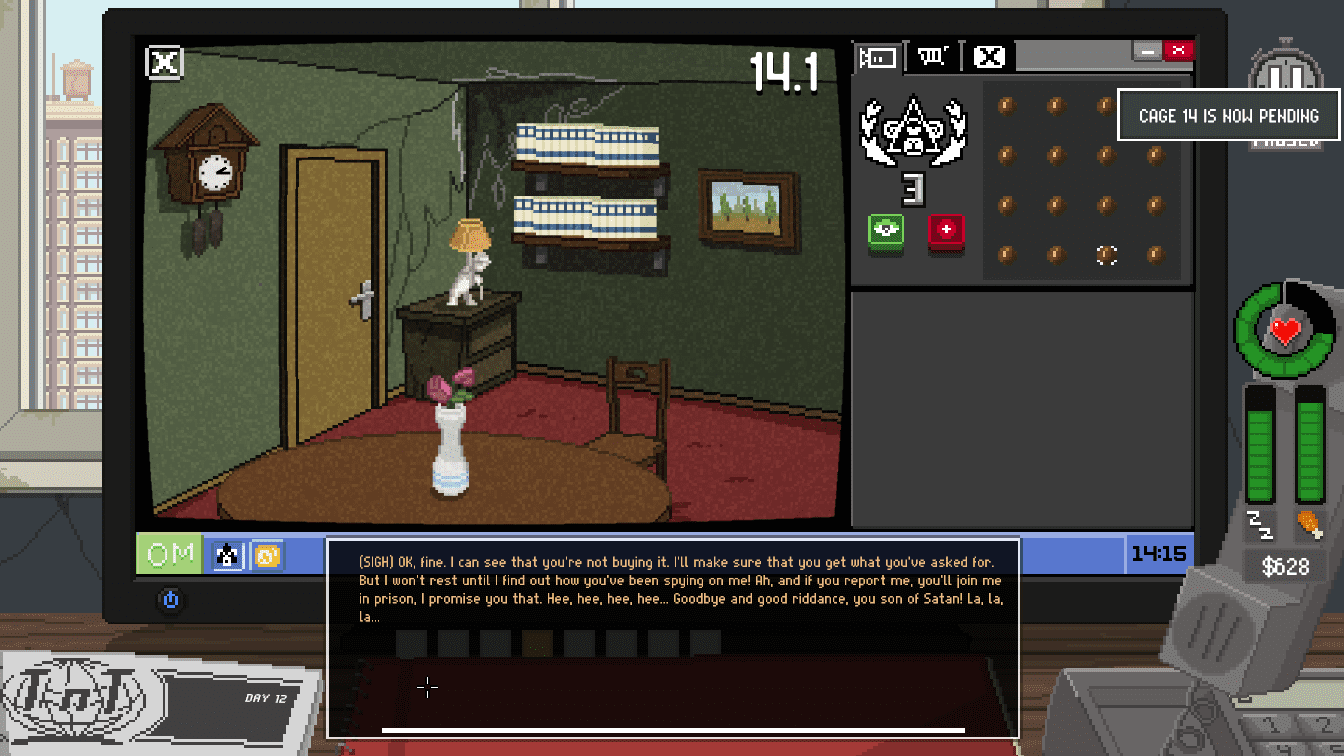 14.1
CAGE 14 IS NOW PENDING
3
OM
14:15
$628
(SIGH) OK, fine. I can see that you're not buying it. I'll make sure that you get what you've asked for.
But I won't rest until I find out how you've been spying on me! Ah, and if you report me, you'll join me
in prison, I promise you that. Hee, hee, hee, hee... Goodbye and good riddance, you son of Satan! La, la,
la...
TnT
DAY 12
1 2